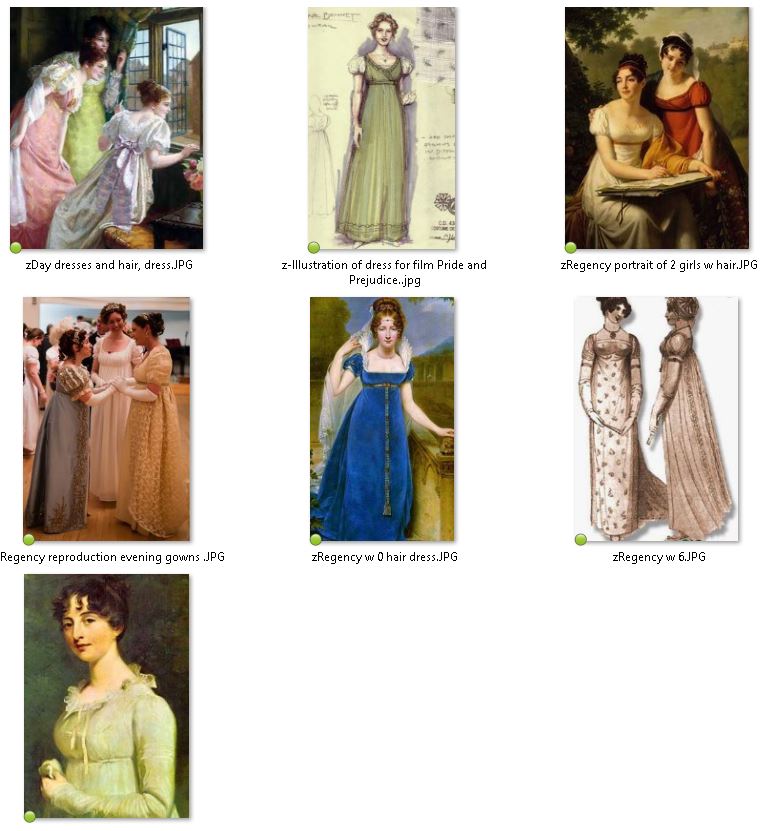 zDay dresses and hair, dress.JPG
z-Illustration of dress for film Pride and
Prejudice..jpg
zRegency portrait of 2 girls w hair.JPG
Regency reproduction evening gowns .JPG
zRegency w 0 hair dress.JPG
zRegency w 6.JPG